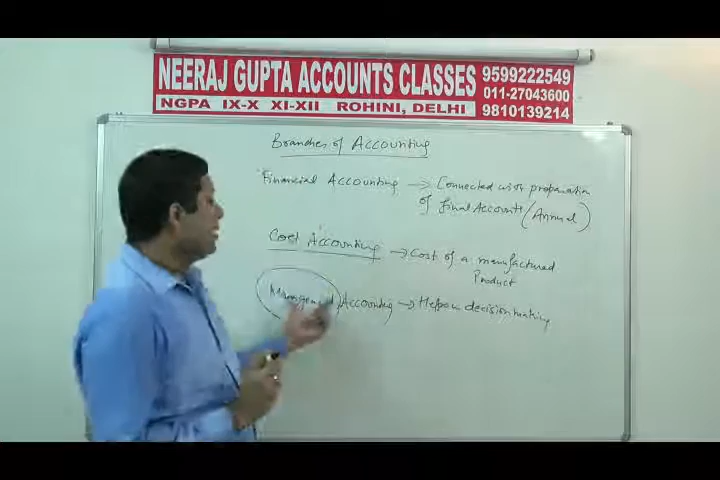 NEERAJ GUPTA ACCOUNTS CLASSES
NGPA IX-X XI-XII ROHINI, DELHI
9599222549
011-27043600
9810139214
Branches of Accounting
Financial Accounting → Connected with preparation
of final Accounts (Annual)
Cost Accounting → Cost of a manufactured
Product
Management Accounting → Helps in decision making